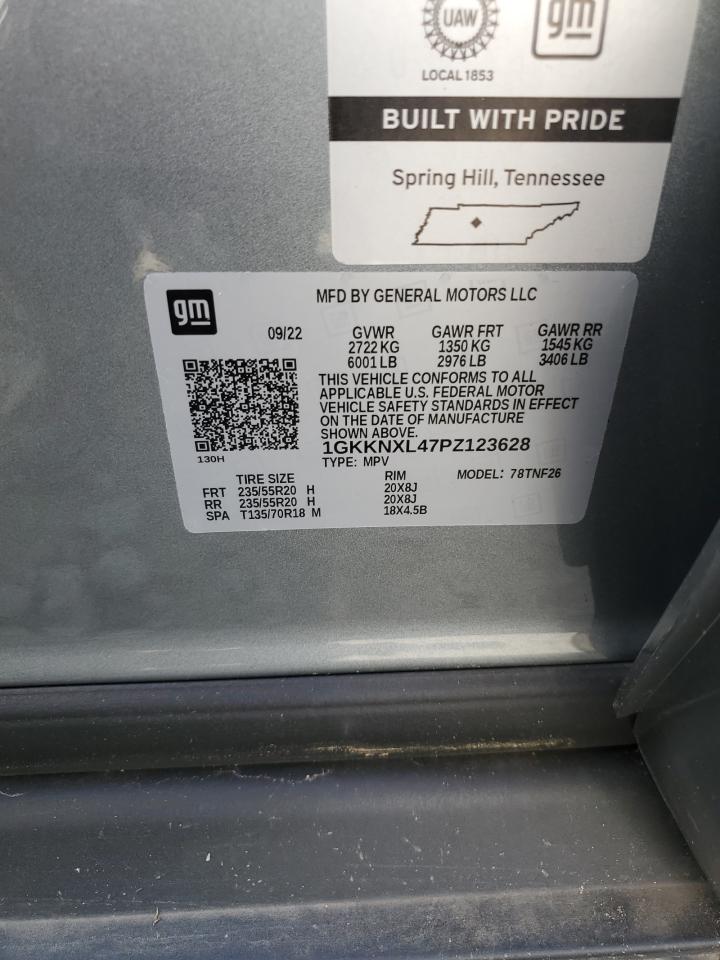 UAW
gm
LOCAL 1853
BUILT WITH PRIDE
Spring Hill, Tennessee
gm
MFD BY GENERAL MOTORS LLC
09/22 GVWR GAWR FRT GAWR RR
2722 KG 1350 KG 1545 KG
6001 LB 2976 LB 3406 LB
THIS VEHICLE CONFORMS TO ALL
APPLICABLE U.S. FEDERAL MOTOR
VEHICLE SAFETY STANDARDS IN EFFECT
ON THE DATE OF MANUFACTURE
SHOWN ABOVE.
1GKKNXL47PZ123628
130H
TYPE: MPV MODEL: 78TNF26
TIRE SIZE RIM
FRT 235/55R20 H 20X8J
RR 235/55R20 H 20X8J
SPA T135/70R18 M 18X4.5B